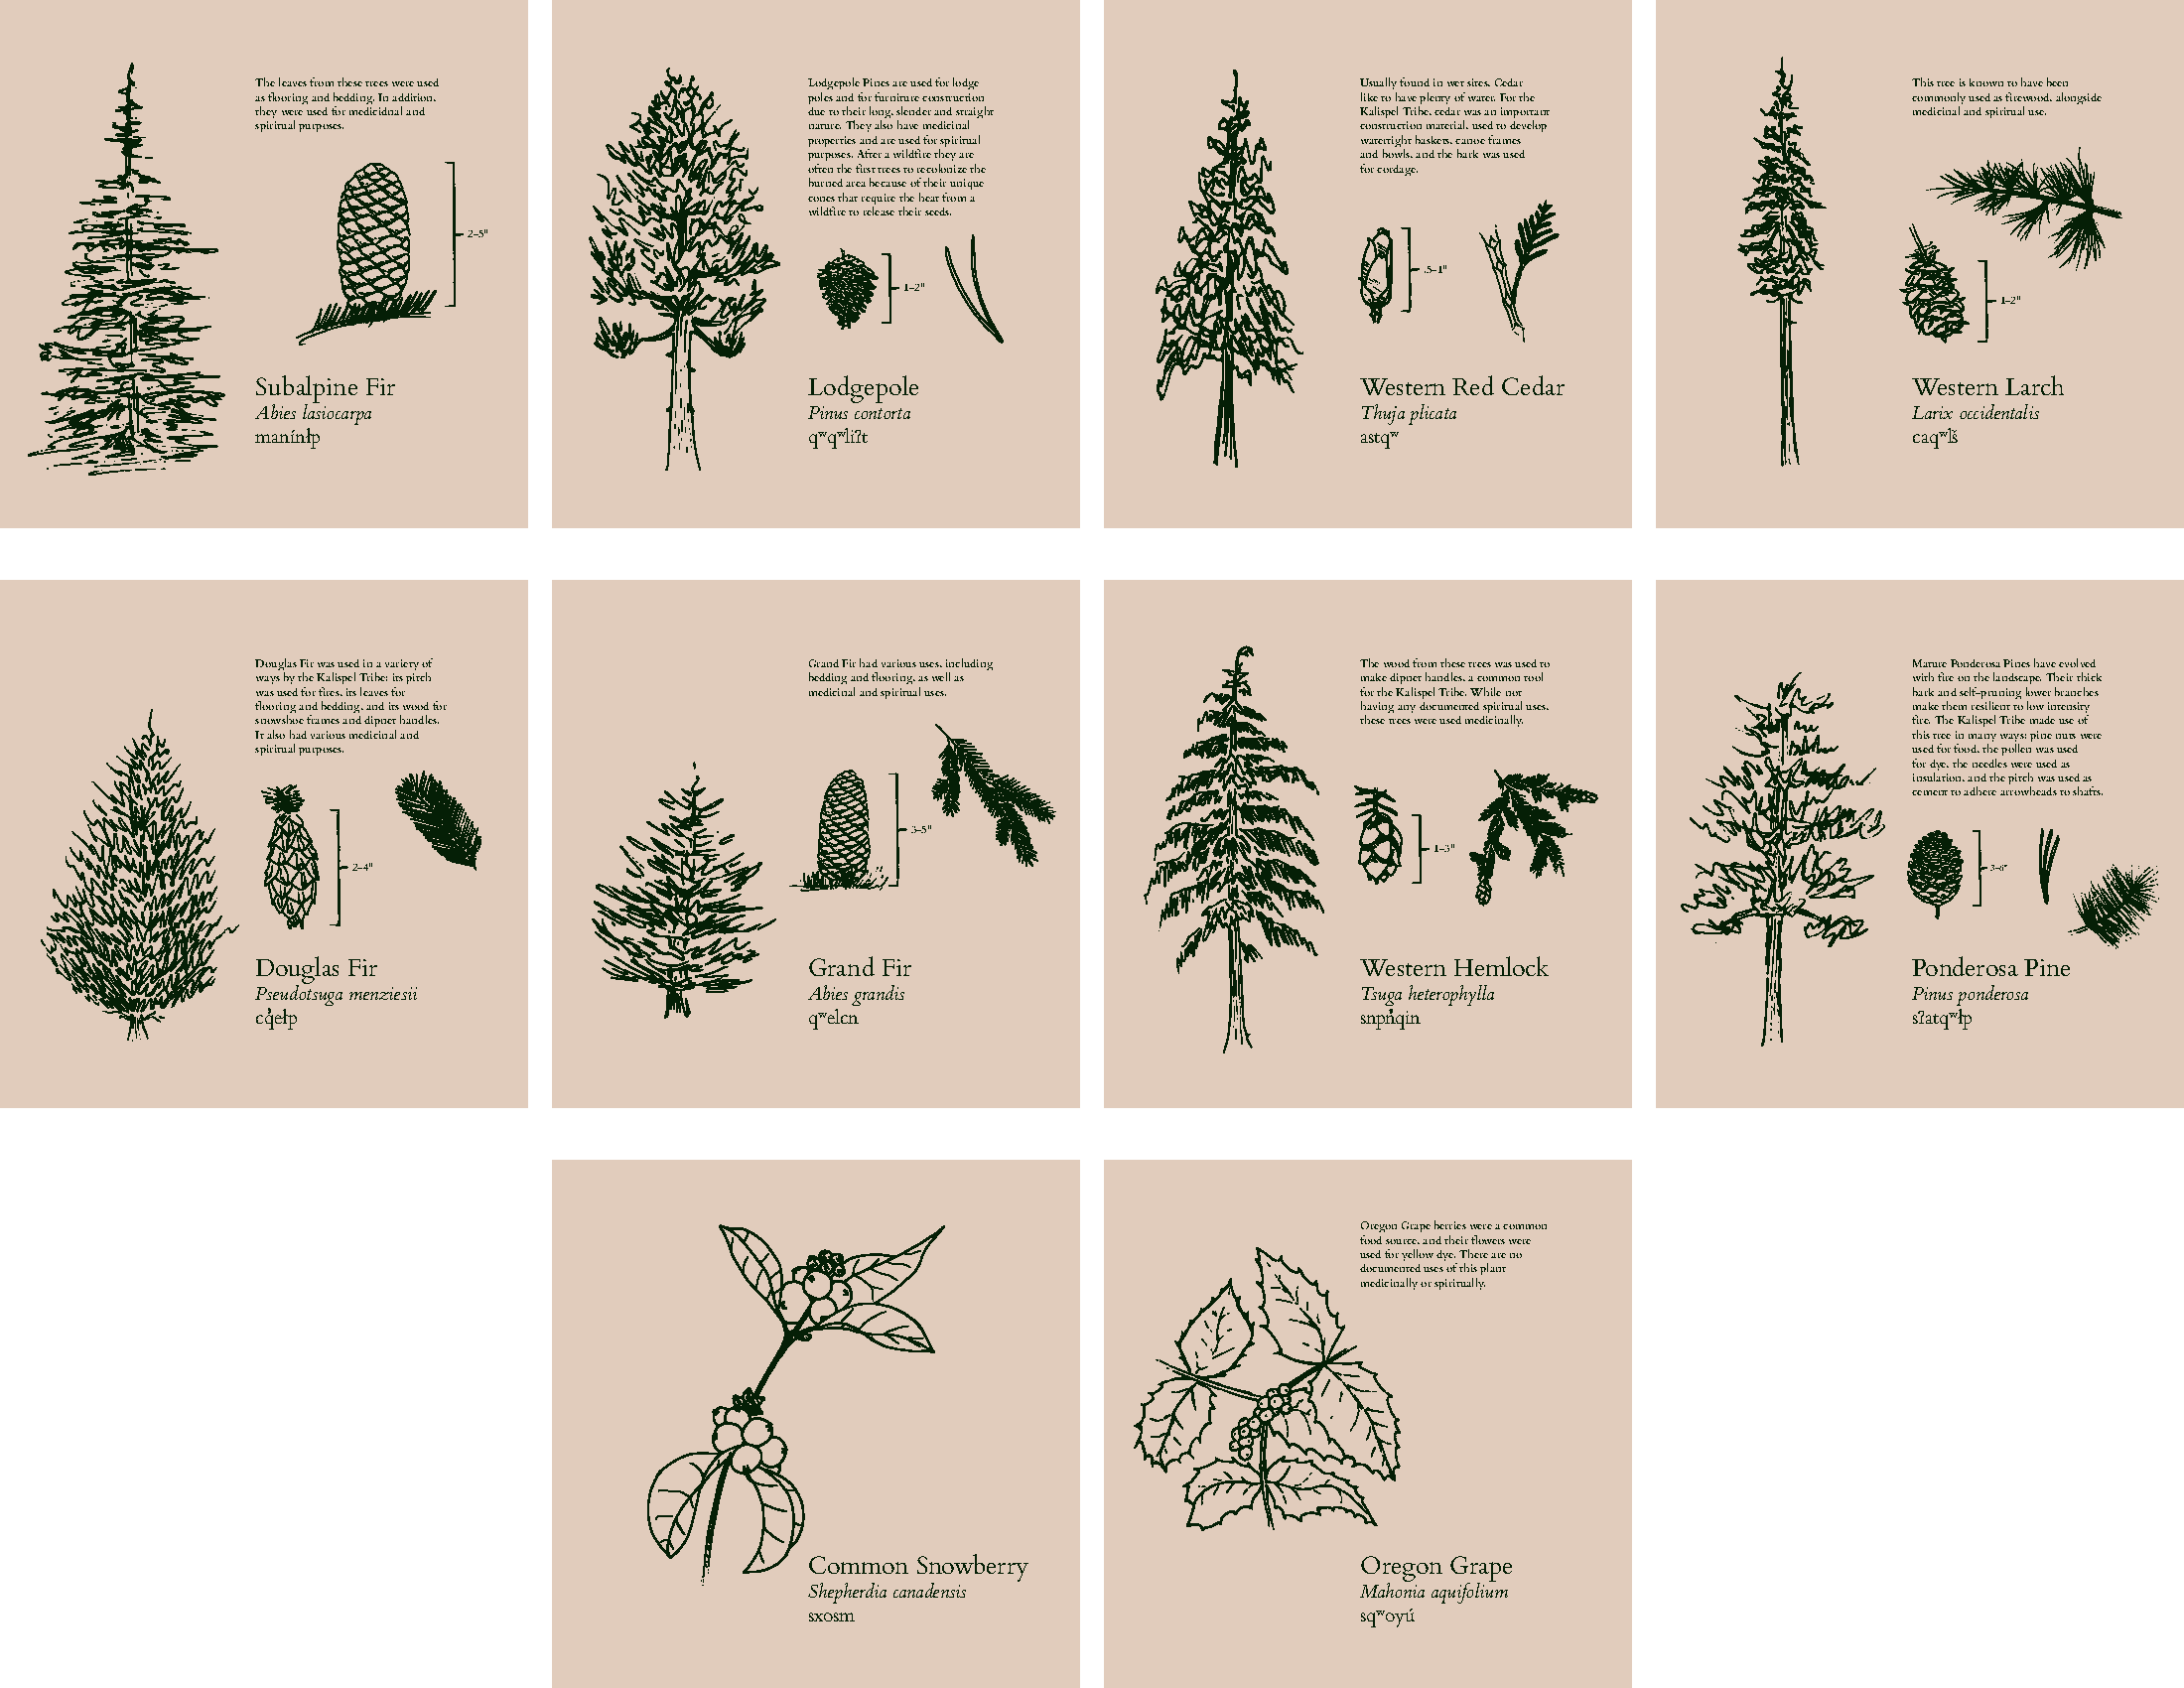 The leaves from these trees were used
as flooring and bedding. In addition,
they were used for medicidnal and
spiritual purposes.
2–5"
Subalpine Fir
Abies lasiocarpa
manínłp
Lodgepole Pines are used for lodge
poles and for furniture construction
due to their long, slender and straight
nature. They also have medicinal
properties and are used for spiritual
purposes. After a wildfire they are
often the first trees to recolonize the
burned area because of their unique
cones that require the heat from a
wildfire to release their seeds.
1–2"
Lodgepole
Pinus contorta
qʷqʷliʔt
Usually found in wet sites, Cedar
like to have plenty of water. For the
Kalispel Tribe, cedar was an important
construction material, used to develop
watertight baskets, canoe frames
and bowls, and the bark was used
for cordage.
.5–1"
Western Red Cedar
Thuja plicata
astqʷ
This tree is known to have been
commonly used as firewood, alongside
medicinal and spiritual use.
1–2"
Western Larch
Larix occidentalis
caqʷlš
Douglas Fir was used in a variety of
ways by the Kalispel Tribe: its pitch
was used for fires, its leaves for
flooring and bedding, and its wood for
snowshoe frames and dipnet handles.
It also had various medicinal and
spiritual purposes.
2–4"
Douglas Fir
Pseudotsuga menziesii
cq̓ełp
Grand Fir had various uses, including
bedding and flooring, as well as
medicinal and spiritual uses.
3–5"
Grand Fir
Abies grandis
qʷelcn
The wood from these trees was used to
make dipnet handles, a common tool
for the Kalispel Tribe. While not
having any documented spiritual uses,
these trees were used medicinally.
1–3"
Western Hemlock
Tsuga heterophylla
snpn̓qin
Mature Ponderosa Pines have evolved
with fire on the landscape. Their thick
bark and self-pruning lower branches
make them resilient to low intensity
fire. The Kalispel Tribe made use of
this tree in many ways: pine nuts were
used for food, the pollen was used
for dye, the needles were used as
insulation, and the pitch was used as
cement to adhere arrowheads to shafts.
3–6"
Ponderosa Pine
Pinus ponderosa
sʔatqʷłp
Common Snowberry
Shepherdia canadensis
sxosm
Oregon Grape berries were a common
food source, and their flowers were
used for yellow dye. There are no
documented uses of this plant
medicinally or spiritually.
Oregon Grape
Mahonia aquifolium
sqʷoyú